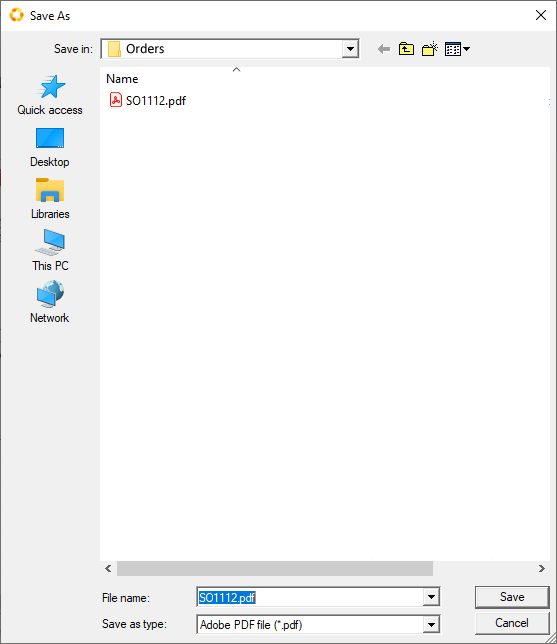 Save As
Save in:
Orders
Name
SO1112.pdf
Quick access
Desktop
Libraries
This PC
Network
File name:
SO1112.pdf
Save
Save as type:
Adobe PDF file (*.pdf)
Cancel